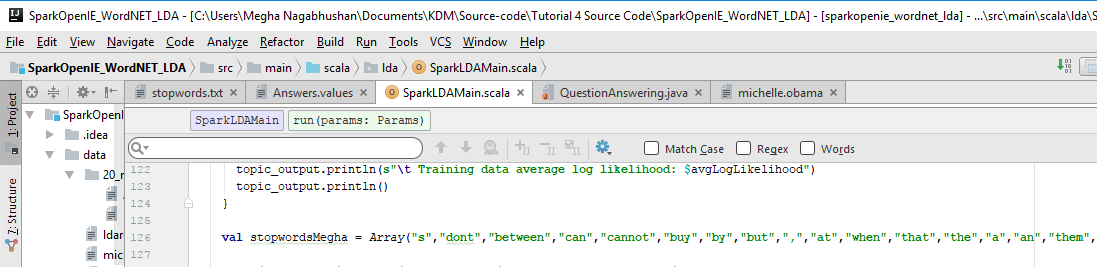 SparkOpenIE_WordNET_LDA - [C:\Users\Megha Nagabhushan\Documents\KDM\Source-code\Tutorial 4 Source Code\SparkOpenIE_WordNET_LDA] - [sparkopenie_wordnet_lda] - ...\src\main\scala\lda\S
File Edit View Navigate Code Analyze Refactor Build Run Tools VCS Window Help
SparkOpenIE_WordNET_LDA src main scala lda SparkLDAMain.scala
stopwords.txt Answers.values SparkLDAMain.scala QuestionAnswering.java michelle.obama
1: Project
7: Structure
SparkOpenI
.idea
data
20_n
ldar
mic
SparkLDAMain run(params: Params)
Match Case Regex Words
122 topic_output.println(s"\t Training data average log likelihood: $avgLogLikelihood")
123 topic_output.println()
124 }
125
126 val stopwordsMegha = Array("s","dont","between","can","cannot","buy","by","but",",","at","when","that","the","a","an","them",
127